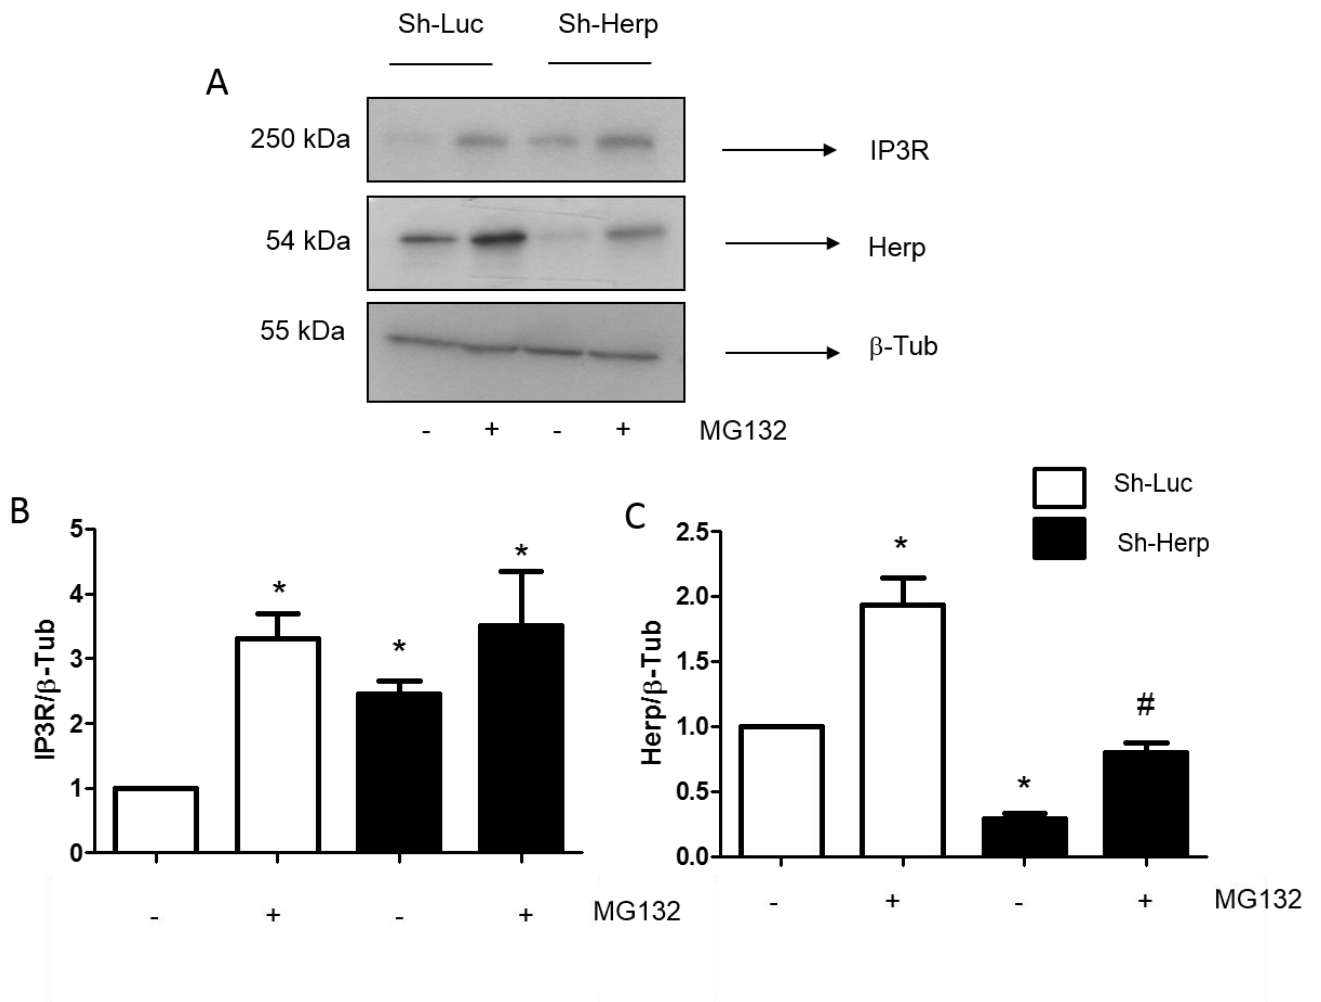 Sh-Luc Sh-Herp
A
250 kDa IP3R
54 kDa Herp
55 kDa β-Tub
- + - + MG132
B
IP3R/β-Tub
5
4
3
2
1
0
* * *
- + - + MG132
C
Sh-Luc
Sh-Herp
Herp/β-Tub
2.5
2.0
1.5
1.0
0.5
0.0
* * #
- + - + MG132